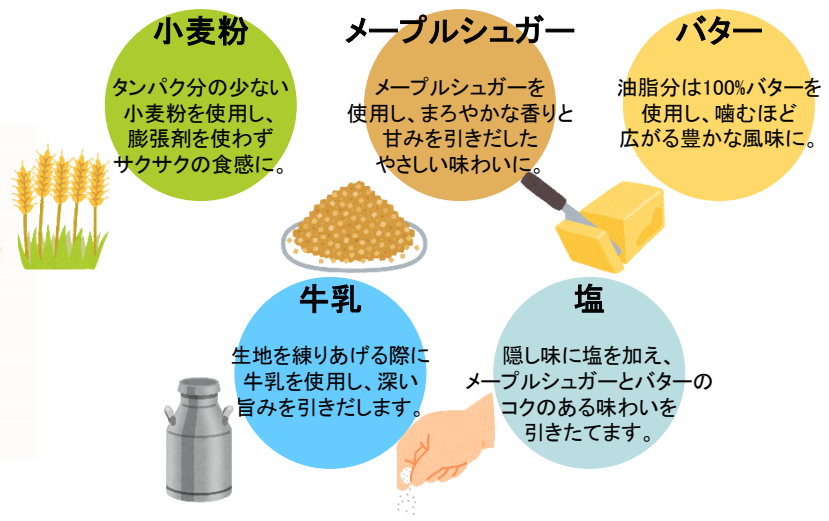 小麦粉
タンパク分の少ない
小麦粉を使用し、
膨張剤を使わず
サクサクの食感に。
メープルシュガー
メープルシュガーを
使用し、まろやかな香りと
甘みを引きだした
やさしい味わいに。
バター
油脂分は100%バターを
使用し、噛むほど
広がる豊かな風味に。
牛乳
生地を練りあげる際に
牛乳を使用し、深い
旨みを引きだします。
塩
隠し味に塩を加え、
メープルシュガーとバターの
コクのある味わいを
引きたてます。